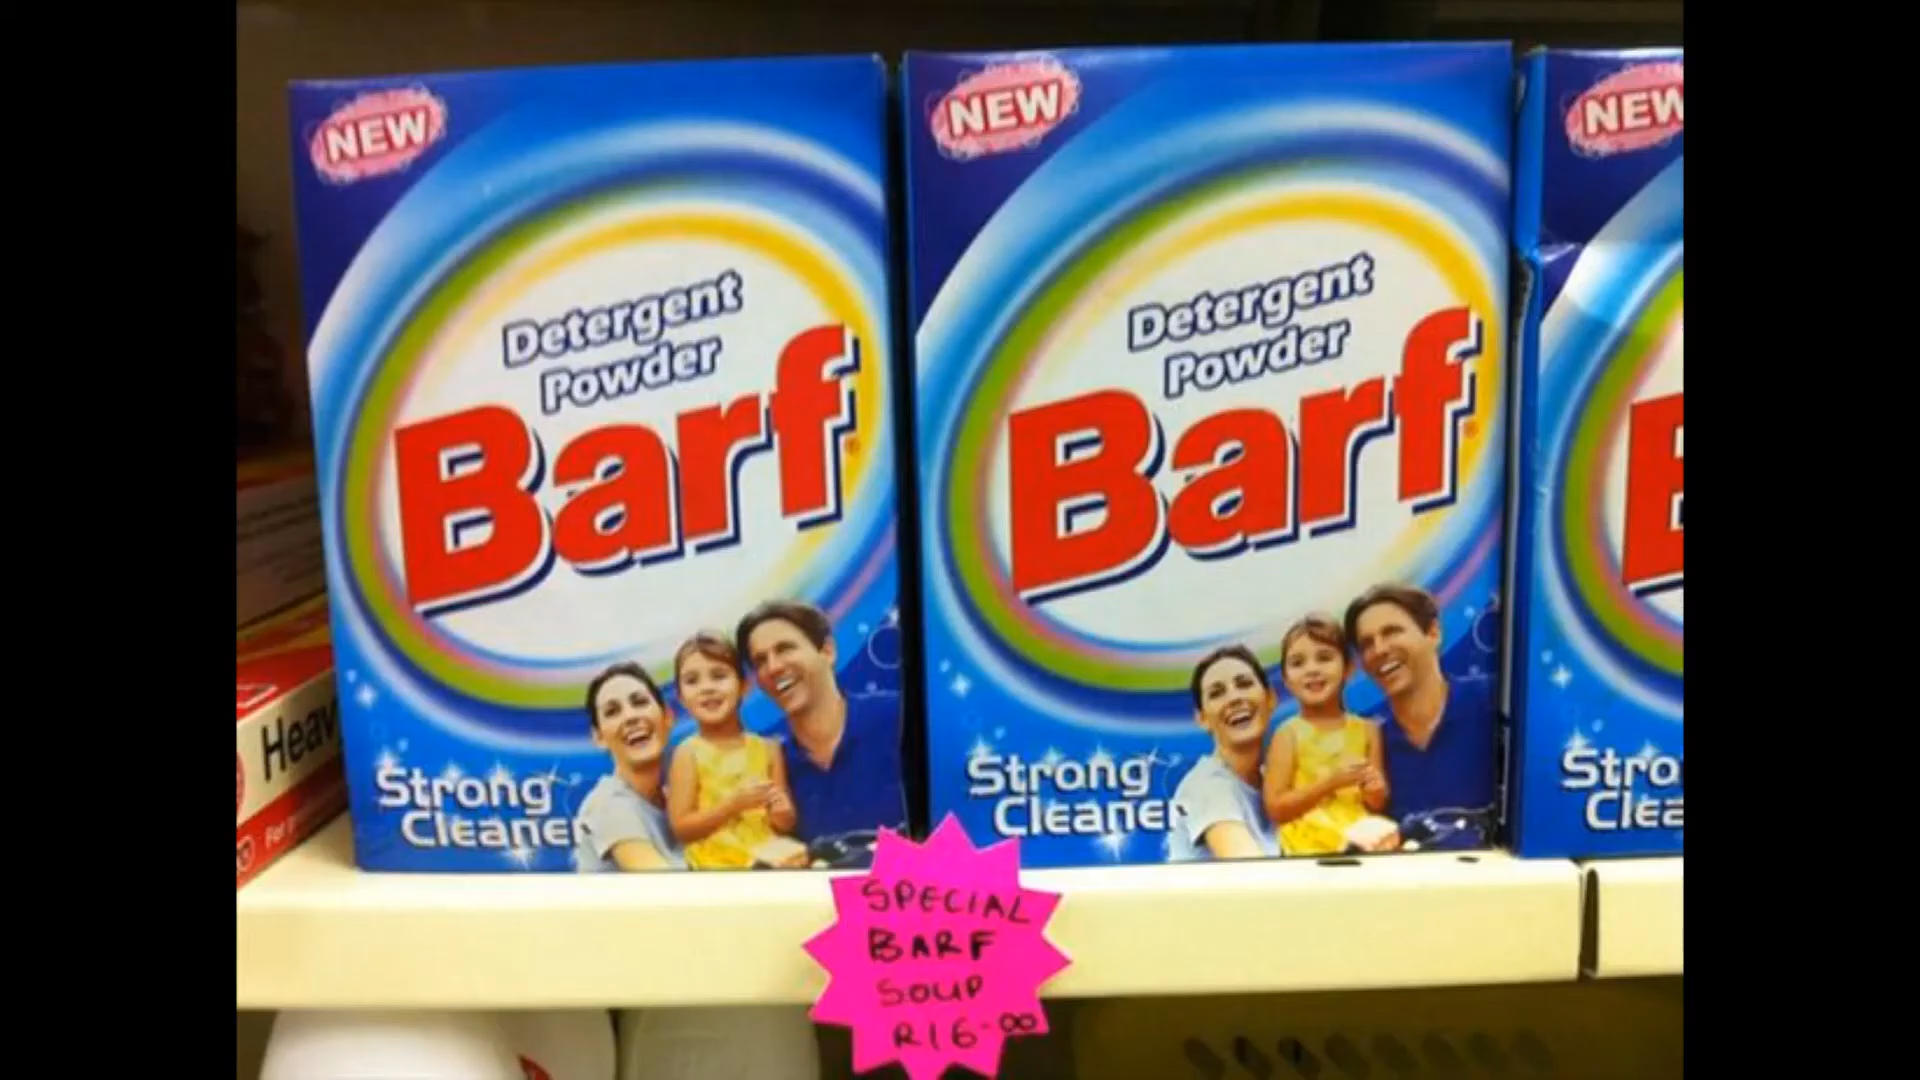 NEW
Detergent
Powder
Barf
Strong
Cleaner
NEW
Detergent
Powder
Barf
Strong
Cleaner
NEW
B
Stro
Clea
Heav
For
SPECIAL
BARF
SOUP
R16-00